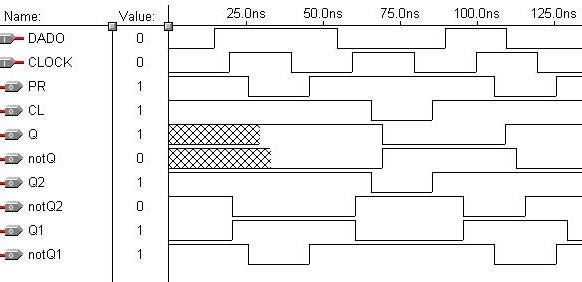 Name: Value: 25.0ns 50.0ns 75.0ns 100.0ns 125.0ns
DADO 0
CLOCK 0
PR 1
CL 1
Q 1
notQ 0
Q2 1
notQ2 0
Q1 1
notQ1 1